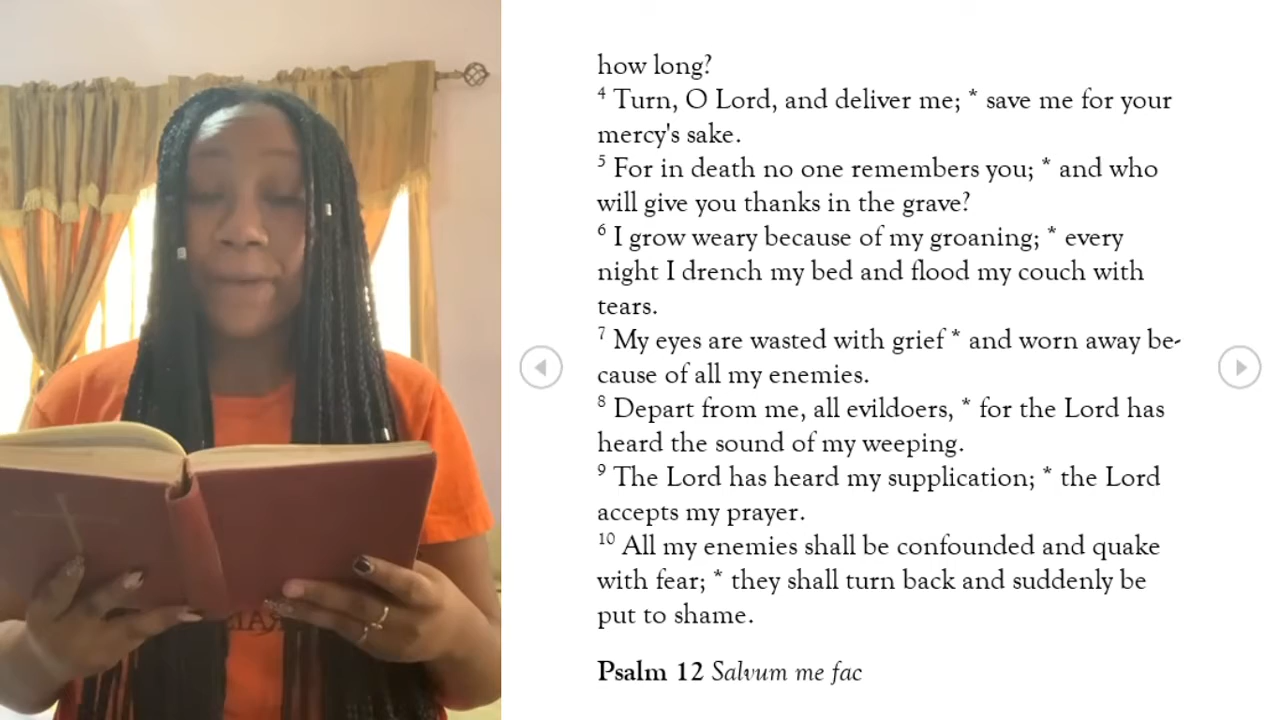 how long?
4 Turn, O Lord, and deliver me; * save me for your
mercy's sake.
5 For in death no one remembers you; * and who
will give you thanks in the grave?
6 I grow weary because of my groaning; * every
night I drench my bed and flood my couch with
tears.
7 My eyes are wasted with grief * and worn away be-
cause of all my enemies.
8 Depart from me, all evildoers, * for the Lord has
heard the sound of my weeping.
9 The Lord has heard my supplication; * the Lord
accepts my prayer.
10 All my enemies shall be confounded and quake
with fear; * they shall turn back and suddenly be
put to shame.
Psalm 12 Salvum me fac